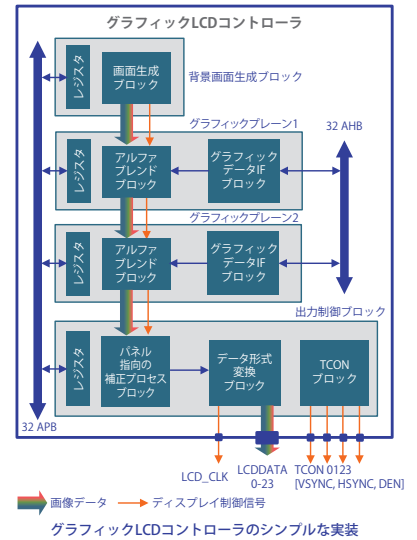 グラフィックLCDコントローラ
レジスタ
画面生成
ブロック
背景画面生成ブロック
グラフィックプレーン1
32 AHB
レジスタ
アルファ
ブレンド
ブロック
グラフィック
データIF
ブロック
グラフィックプレーン2
レジスタ
アルファ
ブレンド
ブロック
グラフィック
データIF
ブロック
出力制御ブロック
レジスタ
パネル
指向の
補正プロセス
ブロック
データ形式
変換
ブロック
TCON
ブロック
32 APB
LCD_CLK
LCDDATA
0-23
TCON 0123
[VSYNC, HSYNC, DEN]
画像データ
ディスプレイ制御信号
グラフィックLCDコントローラのシンプルな実装